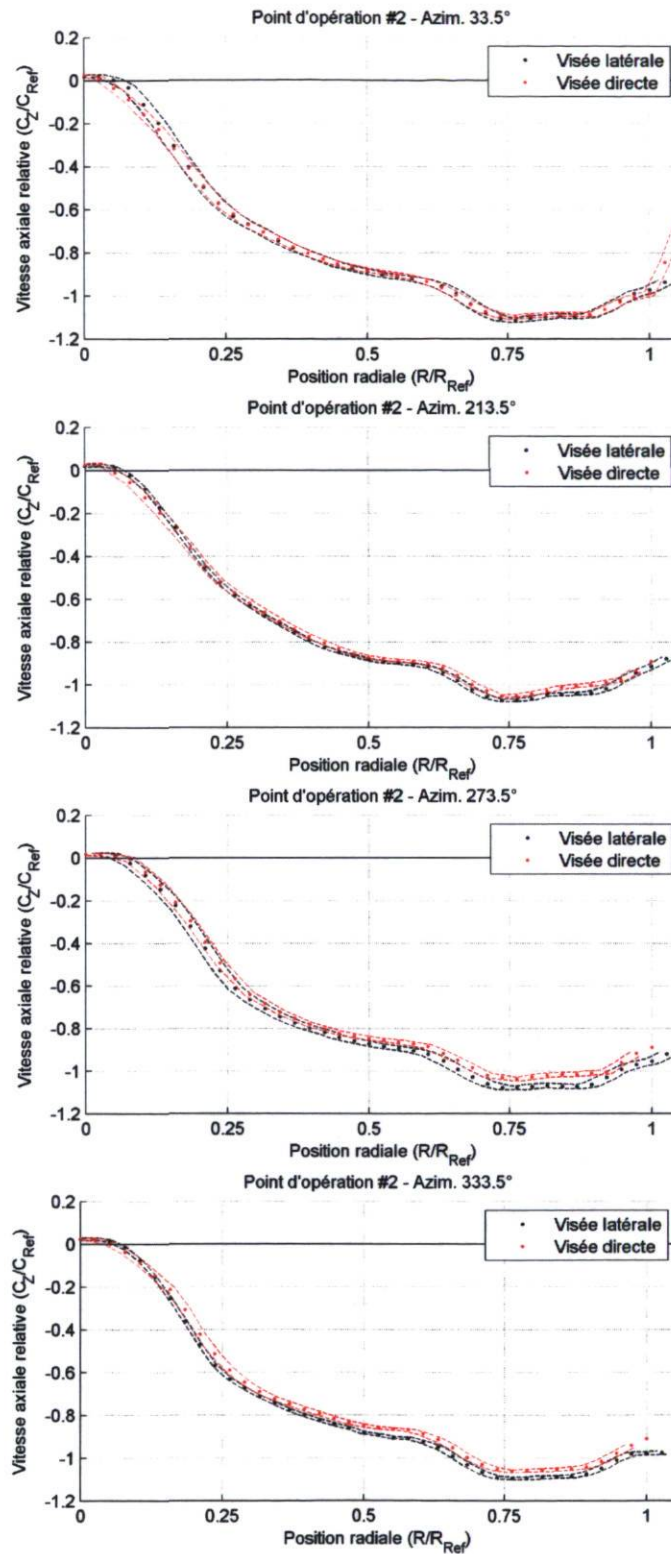 Point d'opération #2 - Azim. 33.5°
Vitesse axiale relative (C_Z/C_Ref)
0.2
0
-0.2
-0.4
-0.6
-0.8
-1
-1.2
Visée latérale
Visée directe
0 0.25 0.5 0.75 1
Position radiale (R/R_Ref)
Point d'opération #2 - Azim. 213.5°
Vitesse axiale relative (C_Z/C_Ref)
0.2
0
-0.2
-0.4
-0.6
-0.8
-1
-1.2
Visée latérale
Visée directe
0 0.25 0.5 0.75 1
Position radiale (R/R_Ref)
Point d'opération #2 - Azim. 273.5°
Vitesse axiale relative (C_Z/C_Ref)
0.2
0
-0.2
-0.4
-0.6
-0.8
-1
-1.2
Visée latérale
Visée directe
0 0.25 0.5 0.75 1
Position radiale (R/R_Ref)
Point d'opération #2 - Azim. 333.5°
Vitesse axiale relative (C_Z/C_Ref)
0.2
0
-0.2
-0.4
-0.6
-0.8
-1
-1.2
Visée latérale
Visée directe
0 0.25 0.5 0.75 1
Position radiale (R/R_Ref)